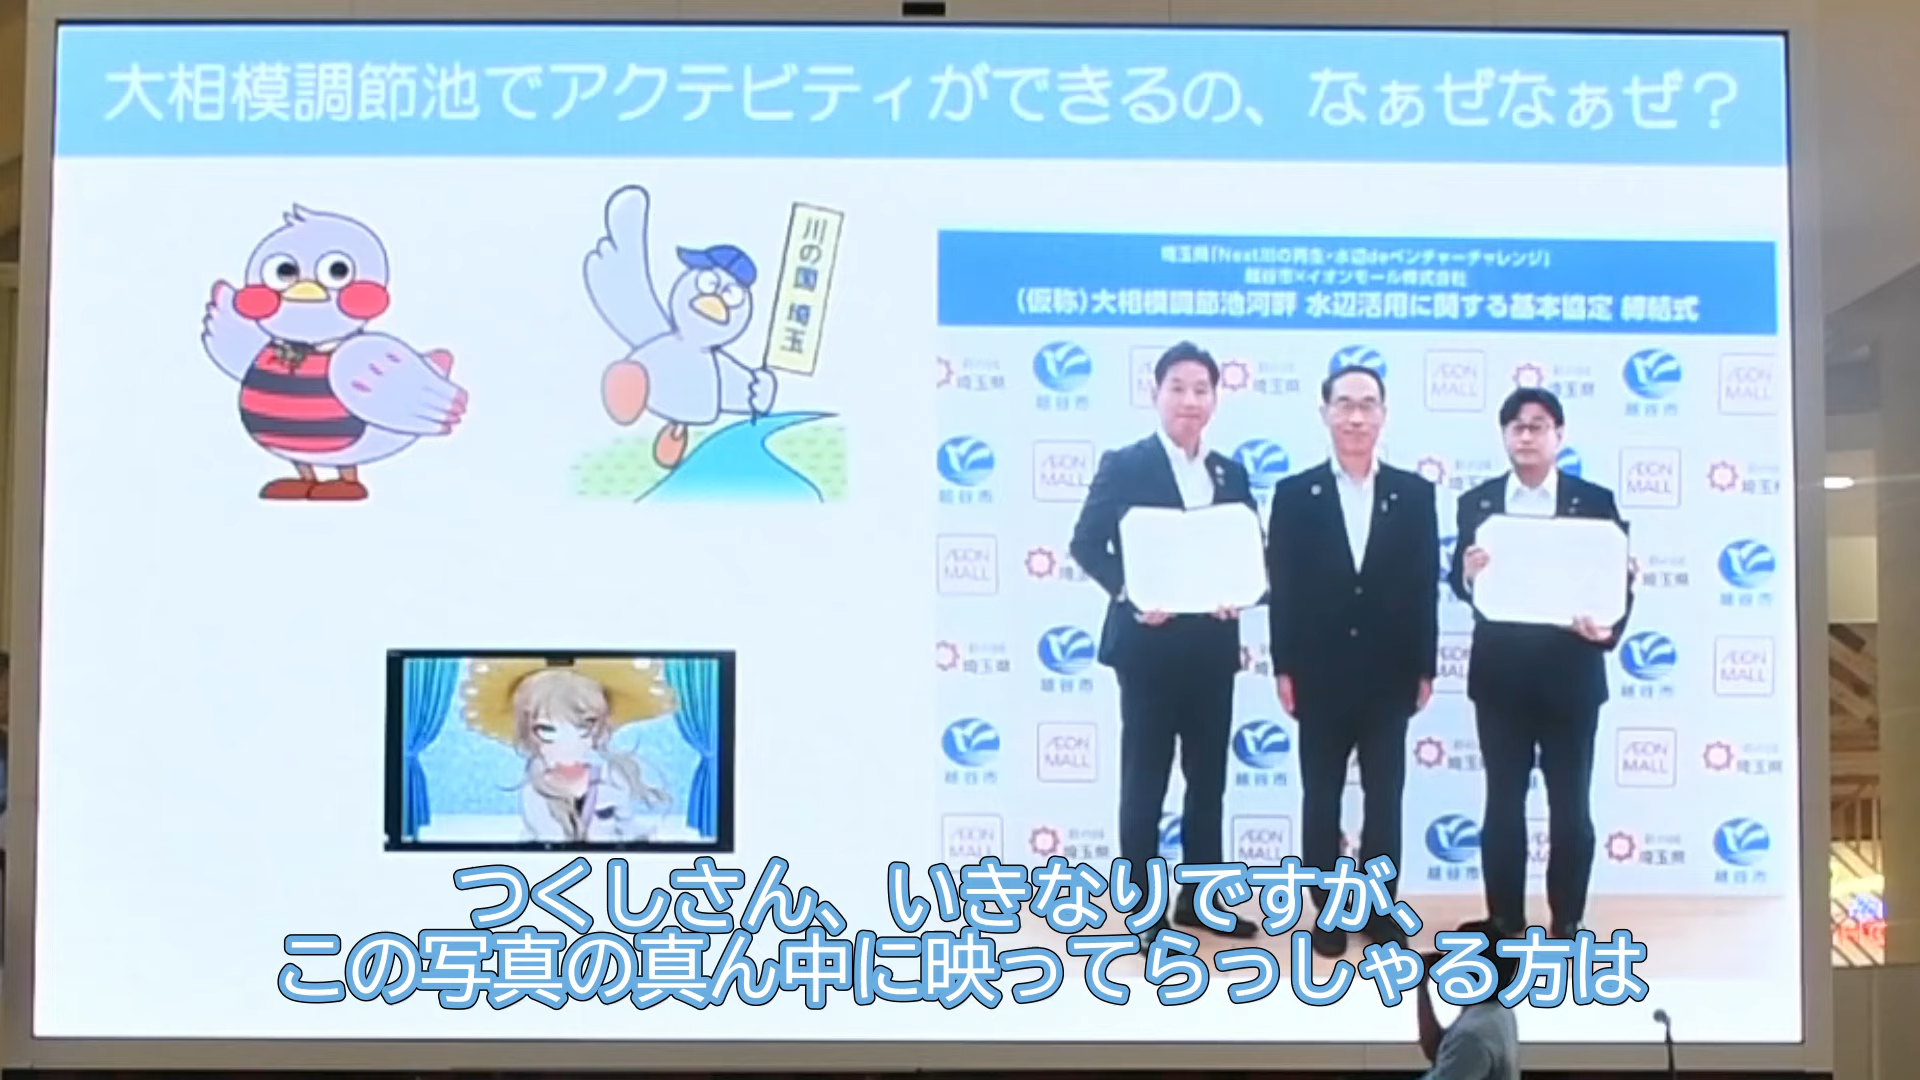 大相模調節池でアクテビティができるの、なぁぜなぁぜ？
川の国 埼玉
埼玉県「Next川の再生・水辺deベンチャーチャレンジ」
越谷市×イオンモール株式会社
（仮称）大相模調節池河畔 水辺活用に関する基本協定 締結式
埼玉県
越谷市
AEON MALL
つくしさん、いきなりですが、
この写真の真ん中に映ってらっしゃる方は